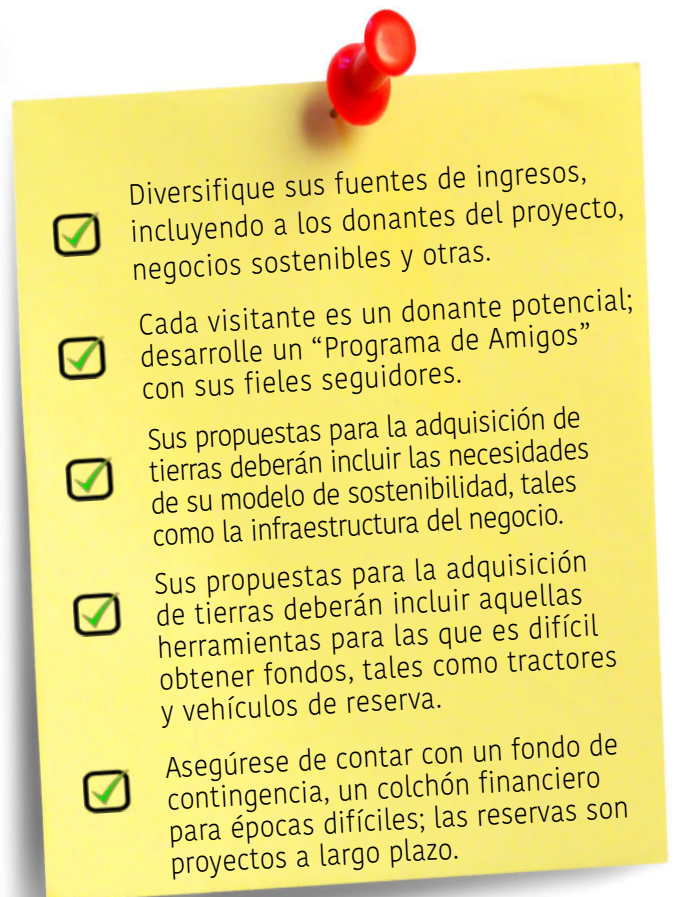 Diversifique sus fuentes de ingresos,
incluyendo a los donantes del proyecto,
negocios sostenibles y otras.
Cada visitante es un donante potencial;
desarrolle un “Programa de Amigos”
con sus fieles seguidores.
Sus propuestas para la adquisición de
tierras deberán incluir las necesidades
de su modelo de sostenibilidad, tales
como la infraestructura del negocio.
Sus propuestas para la adquisición
de tierras deberán incluir aquellas
herramientas para las que es difícil
obtener fondos, tales como tractores
y vehículos de reserva.
Asegúrese de contar con un fondo de
contingencia, un colchón financiero
para épocas difíciles; las reservas son
proyectos a largo plazo.